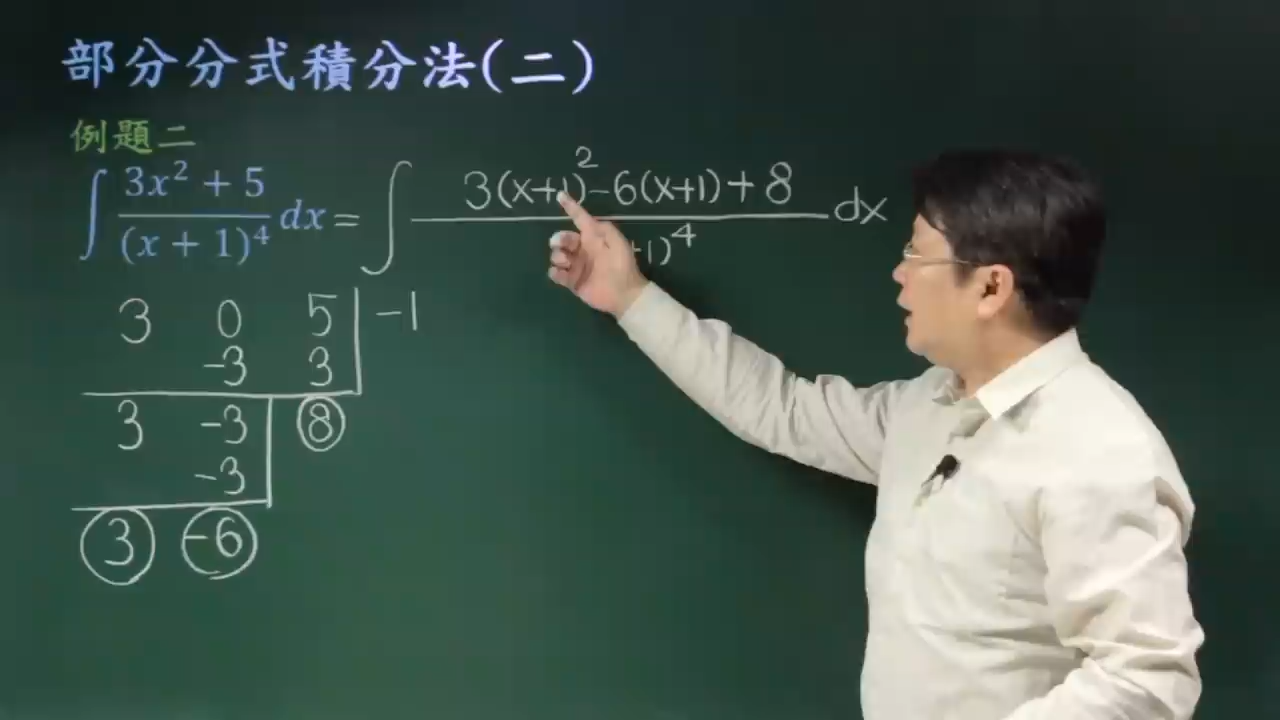 部分分式積分法(二)
例題二
∫ (3x² + 5)/(x + 1)⁴ dx = ∫ (3(x+1)² - 6(x+1) + 8)/( +1)⁴ dx
3 0 5 | -1
-3 3
3 -3 | 8
-3
3 -6